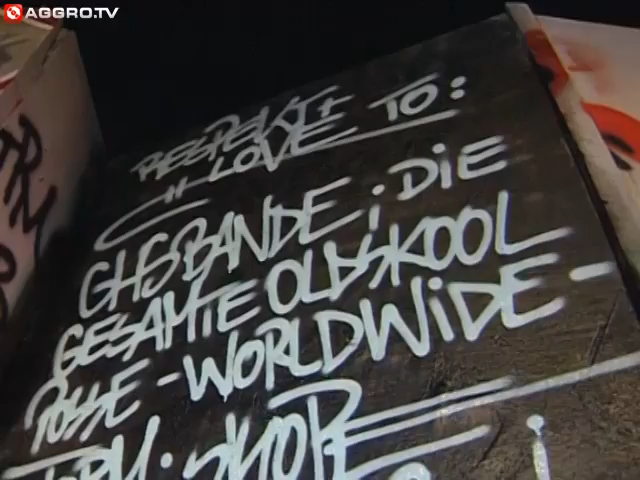 AGGRO.TV
RESPEKT +
"LOVE TO:
GHSBANDE; DIE
GESAMTE OLDSKOOL
POSSE - WORLDWIDE -